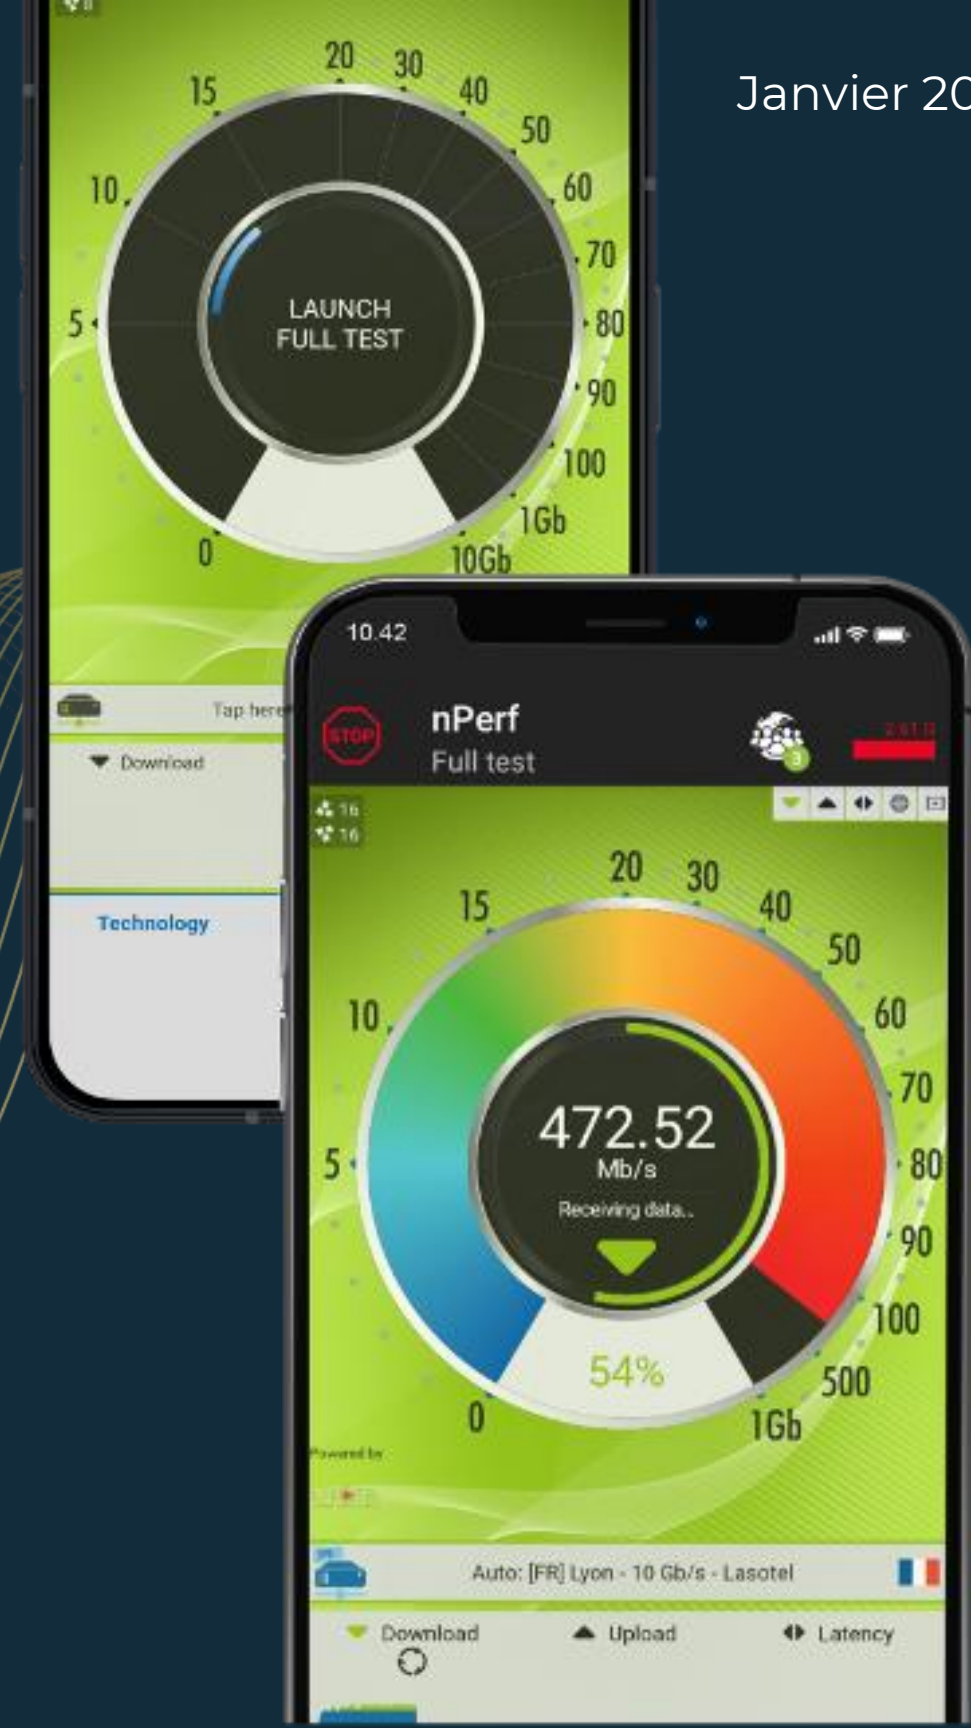 Janvier 20
20
30
15
40
50
10
60
70
LAUNCH
FULL TEST
5
80
90
100
1Gb
0
10Gb
Tap here
Download
Technology
10.42
STOP
nPerf
Full test
3
16
16
20
30
15
40
50
10
60
70
472.52
Mb/s
5
80
Receiving data...
90
100
54%
500
0
1Gb
Powered by
Auto: [FR] Lyon - 10 Gb/s - Lasotel
Download
Upload
Latency